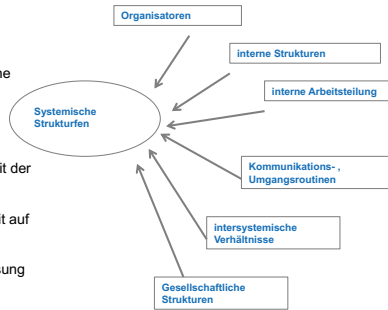 Organisatoren
interne Strukturen
ne
interne Arbeitsteilung
Systemische
Strukturfen
it der
Kommunikations- ,
Umgangsroutinen
it auf
intersystemische
Verhältnisse
sung
Gesellschaftliche
Strukturen